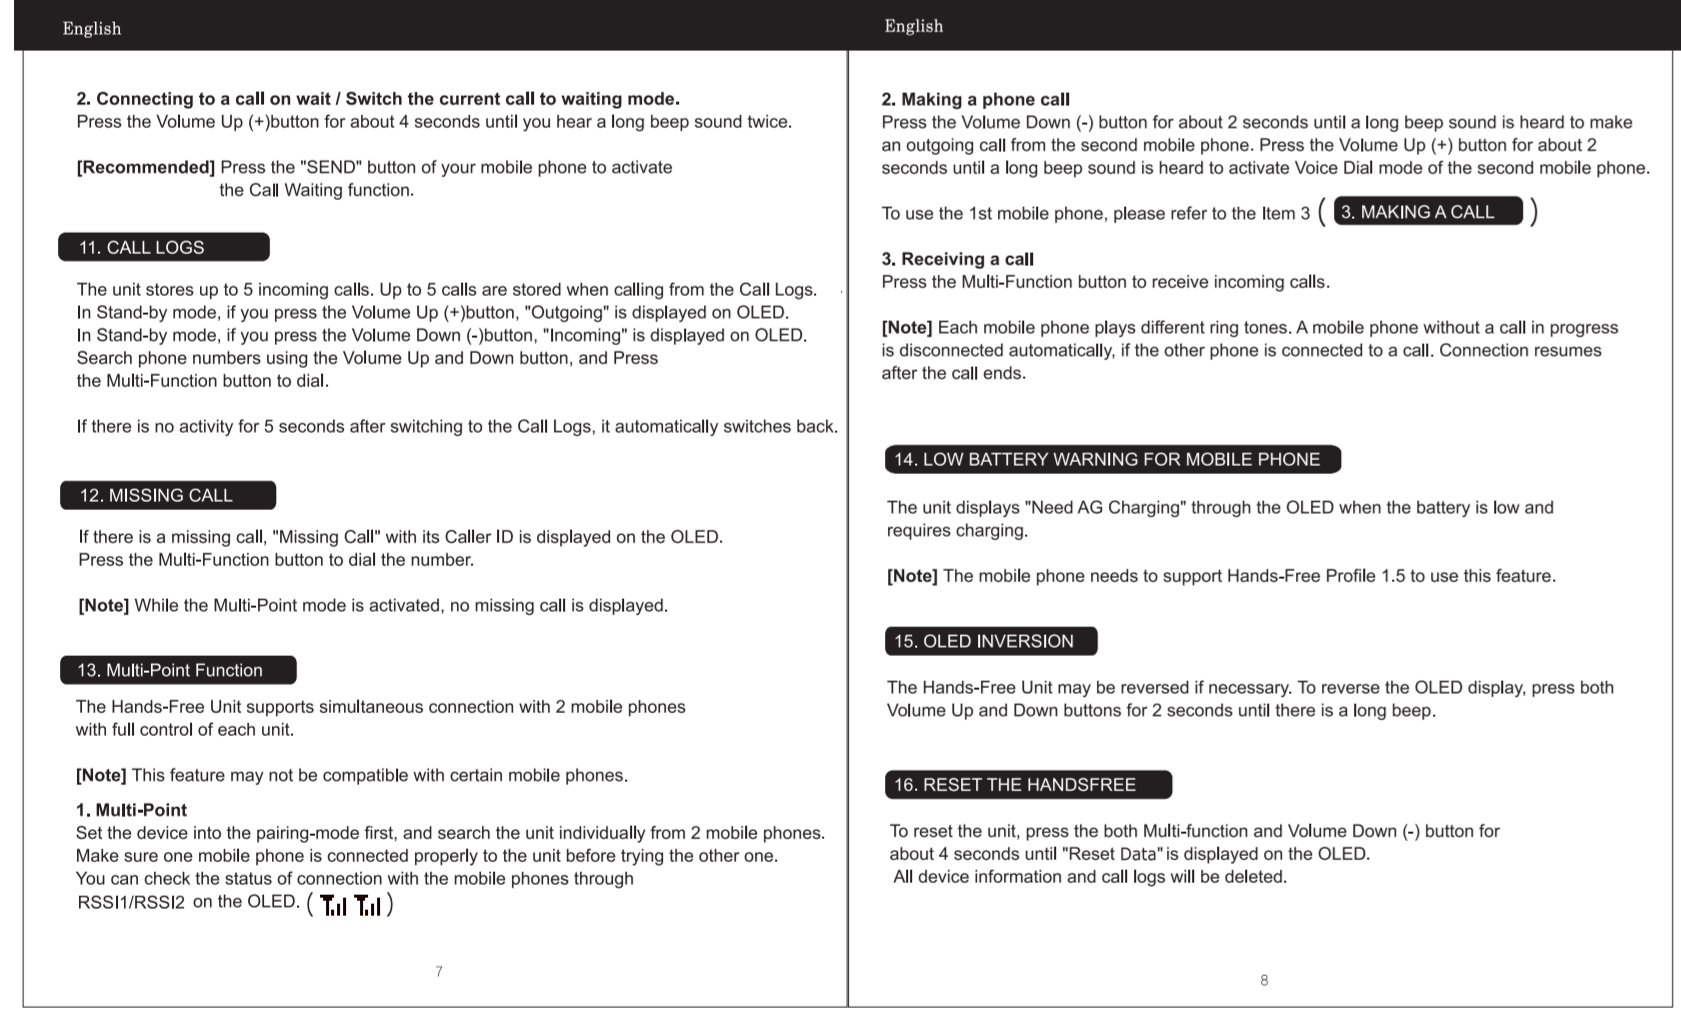 English
2. Connecting to a call on wait / Switch the current call to waiting mode.
Press the Volume Up (+)button for about 4 seconds until you hear a long beep sound twice.
[Recommended] Press the "SEND" button of your mobile phone to activate
the Call Waiting function.
11. CALL LOGS
The unit stores up to 5 incoming calls. Up to 5 calls are stored when calling from the Call Logs.
In Stand-by mode, if you press the Volume Up (+)button, "Outgoing" is displayed on OLED.
In Stand-by mode, if you press the Volume Down (-)button, "Incoming" is displayed on OLED.
Search phone numbers using the Volume Up and Down button, and Press
the Multi-Function button to dial.
If there is no activity for 5 seconds after switching to the Call Logs, it automatically switches back.
12. MISSING CALL
If there is a missing call, "Missing Call" with its Caller ID is displayed on the OLED.
Press the Multi-Function button to dial the number.
[Note] While the Multi-Point mode is activated, no missing call is displayed.
13. Multi-Point Function
The Hands-Free Unit supports simultaneous connection with 2 mobile phones
with full control of each unit.
[Note] This feature may not be compatible with certain mobile phones.
1. Multi-Point
Set the device into the pairing-mode first, and search the unit individually from 2 mobile phones.
Make sure one mobile phone is connected properly to the unit before trying the other one.
You can check the status of connection with the mobile phones through
RSSI1/RSSI2 on the OLED. ( )
7
English
2. Making a phone call
Press the Volume Down (-) button for about 2 seconds until a long beep sound is heard to make
an outgoing call from the second mobile phone. Press the Volume Up (+) button for about 2
seconds until a long beep sound is heard to activate Voice Dial mode of the second mobile phone.
To use the 1st mobile phone, please refer to the Item 3 ( 3. MAKING A CALL )
3. Receiving a call
Press the Multi-Function button to receive incoming calls.
[Note] Each mobile phone plays different ring tones. A mobile phone without a call in progress
is disconnected automatically, if the other phone is connected to a call. Connection resumes
after the call ends.
14. LOW BATTERY WARNING FOR MOBILE PHONE
The unit displays "Need AG Charging" through the OLED when the battery is low and
requires charging.
[Note] The mobile phone needs to support Hands-Free Profile 1.5 to use this feature.
15. OLED INVERSION
The Hands-Free Unit may be reversed if necessary. To reverse the OLED display, press both
Volume Up and Down buttons for 2 seconds until there is a long beep.
16. RESET THE HANDSFREE
To reset the unit, press the both Multi-function and Volume Down (-) button for
about 4 seconds until "Reset Data" is displayed on the OLED.
All device information and call logs will be deleted.
8